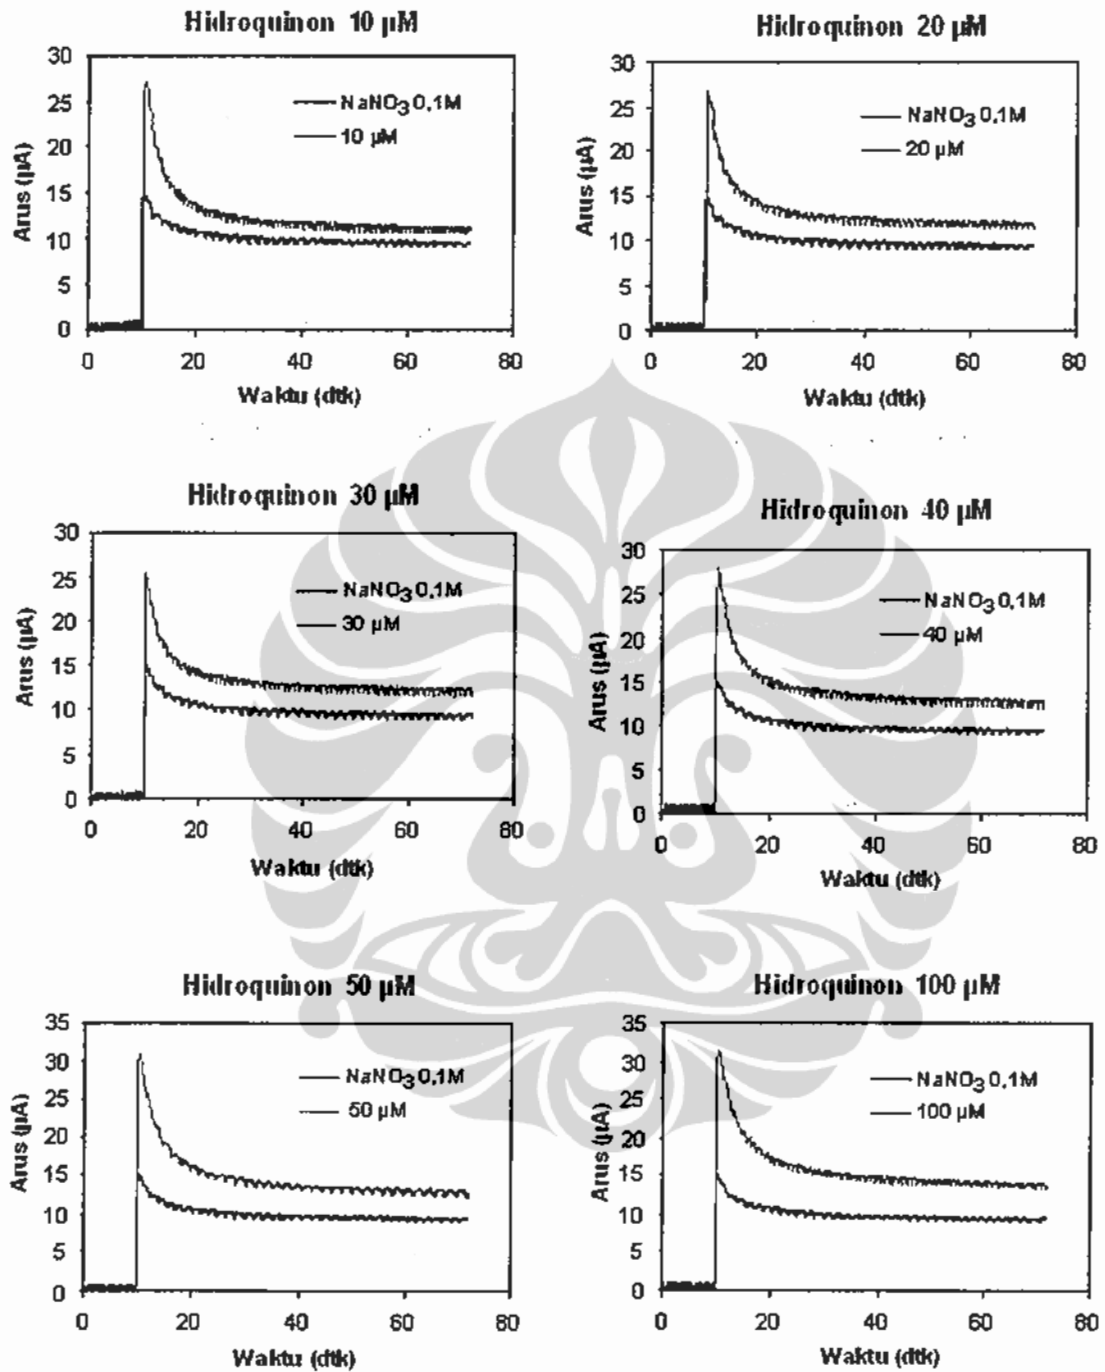 Hidroquinon 10 µM
30
25
20
15
10
5
0
Arus (µA)
NaNO3 0,1M
10 µM
0 20 40 60 80
Waktu (dtk)
Hidroquinon 20 µM
30
25
20
15
10
5
0
Arus (µA)
NaNO3 0,1M
20 µM
0 20 40 60 80
Waktu (dtk)
Hidroquinon 30 µM
30
25
20
15
10
5
0
Arus (µA)
NaNO3 0,1M
30 µM
0 20 40 60 80
Waktu (dtk)
Hidroquinon 40 µM
30
25
20
15
10
5
0
Arus (µA)
NaNO3 0,1M
40 µM
0 20 40 60 80
Waktu (dtk)
Hidroquinon 50 µM
35
30
25
20
15
10
5
0
Arus (µA)
NaNO3 0,1M
50 µM
0 20 40 60 80
Waktu (dtk)
Hidroquinon 100 µM
35
30
25
20
15
10
5
0
Arus (µA)
NaNO3 0,1M
100 µM
0 20 40 60 80
Waktu (dtk)